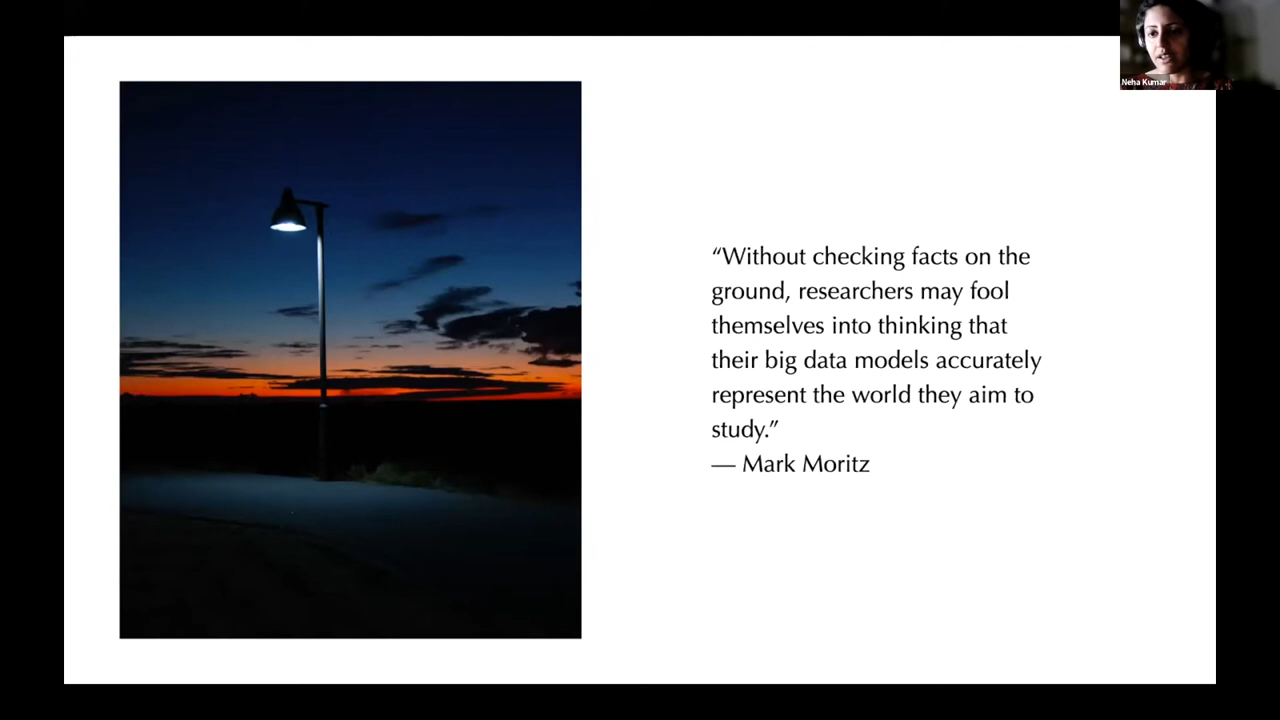 Neha Kumar
“Without checking facts on the
ground, researchers may fool
themselves into thinking that
their big data models accurately
represent the world they aim to
study.”
— Mark Moritz